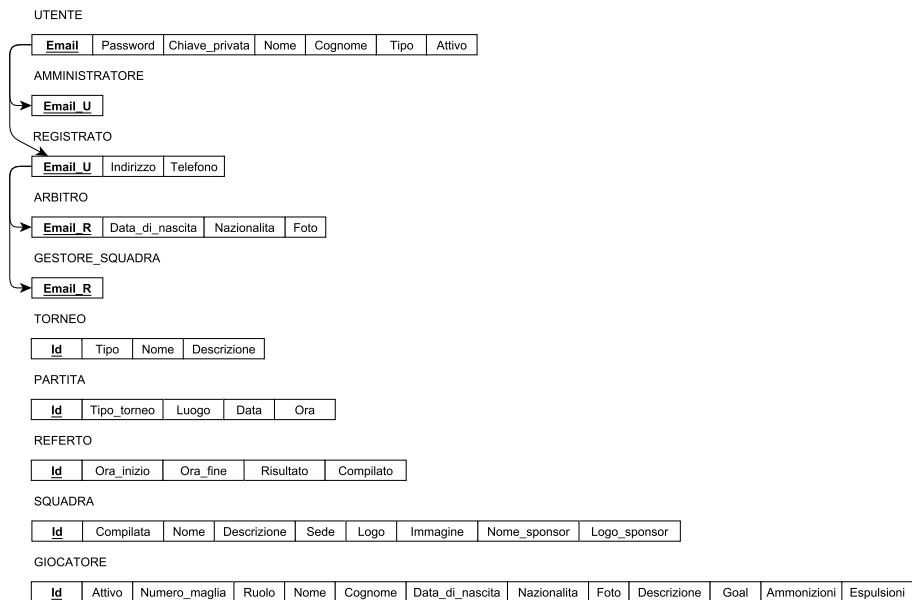 UTENTE
Email Password Chiave_privata Nome Cognome Tipo Attivo
AMMINISTRATORE
Email_U
REGISTRATO
Email_U Indirizzo Telefono
ARBITRO
Email_R Data_di_nascita Nazionalita Foto
GESTORE_SQUADRA
Email_R
TORNEO
Id Tipo Nome Descrizione
PARTITA
Id Tipo_torneo Luogo Data Ora
REFERTO
Id Ora_inizio Ora_fine Risultato Compilato
SQUADRA
Id Compilata Nome Descrizione Sede Logo Immagine Nome_sponsor Logo_sponsor
GIOCATORE
Id Attivo Numero_maglia Ruolo Nome Cognome Data_di_nascita Nazionalita Foto Descrizione Goal Ammonizioni Espulsioni